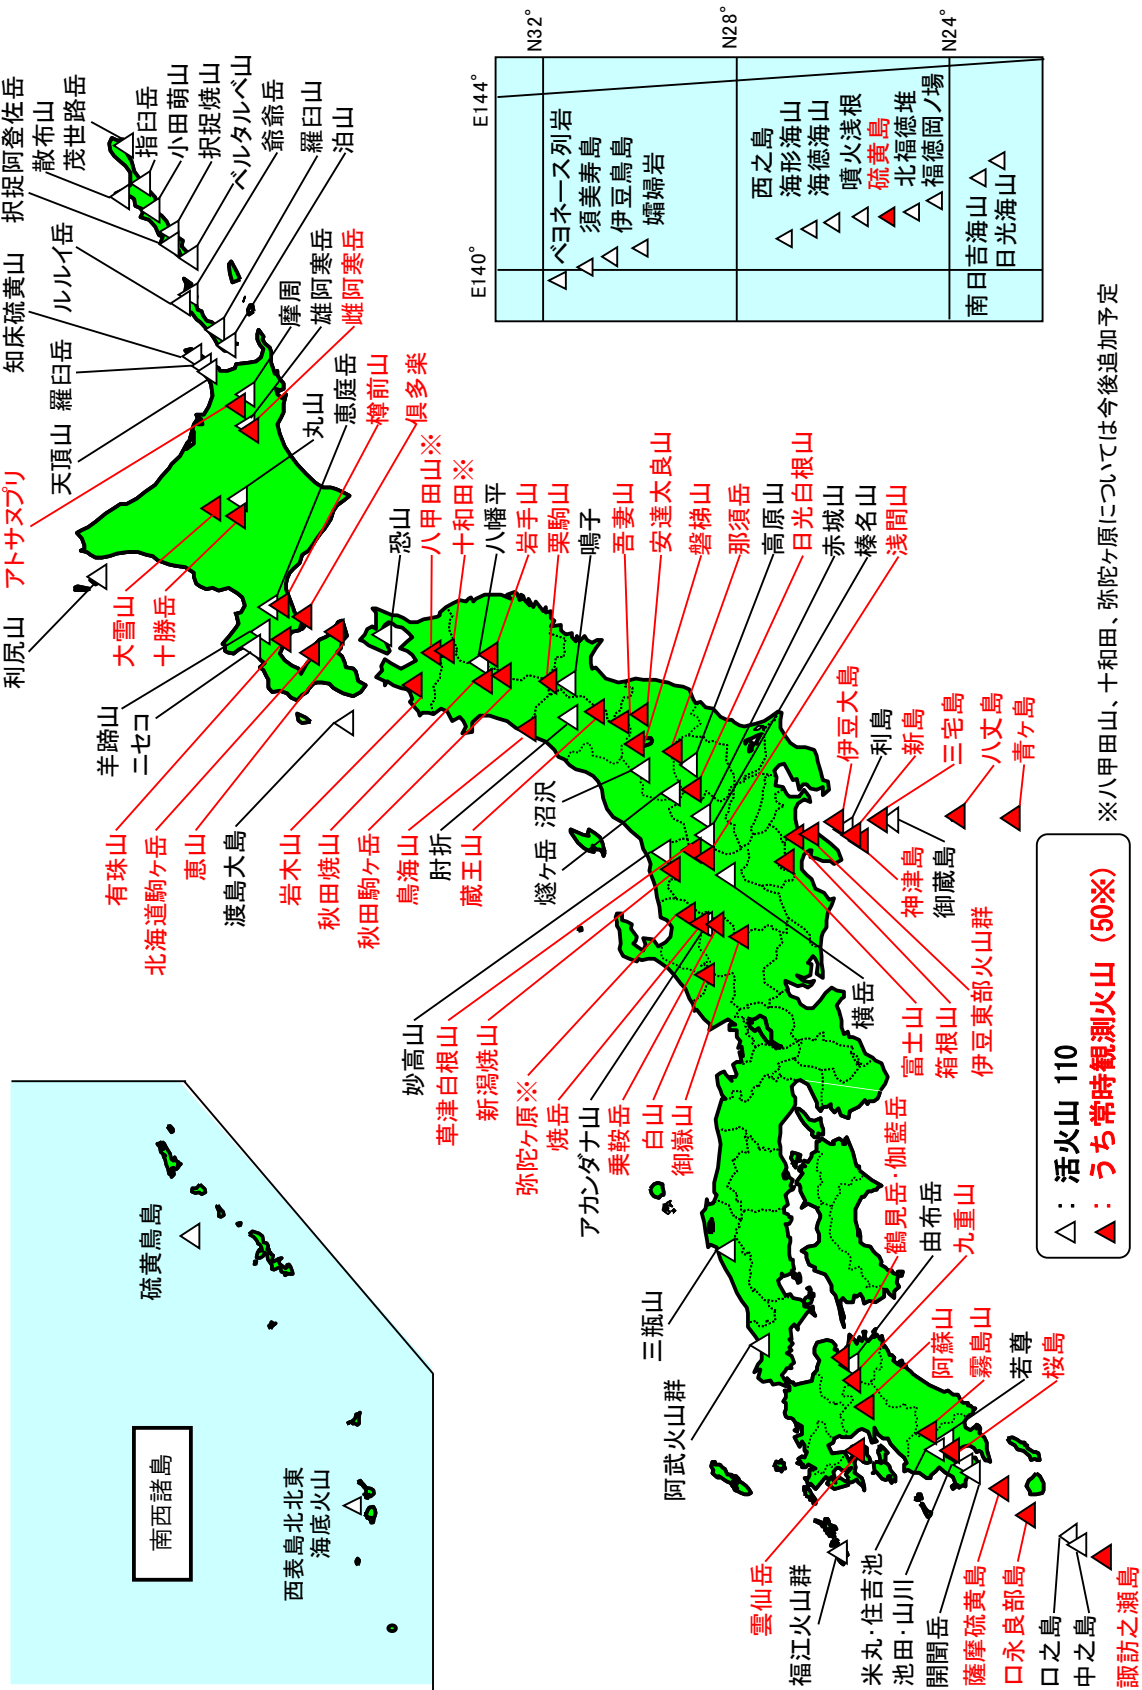 択捉阿登佐岳
散布山
茂世路岳
指臼岳
小田萌山
択捉焼山
ベルタルベ山
爺爺岳
羅臼山
泊山
知床硫黄山
ルルイ岳
羅臼岳
天頂山
アトサヌプリ
利尻山
摩周
雄阿寒岳
雌阿寒岳
丸山
恵庭岳
樽前山
倶多楽
大雪山
十勝岳
羊蹄山
ニセコ
有珠山
北海道駒ヶ岳
恵山
渡島大島
恐山
八甲田山※
十和田※
八幡平
岩手山
栗駒山
鳴子
吾妻山
安達太良山
磐梯山
那須岳
高原山
日光白根山
赤城山
榛名山
浅間山
岩木山
秋田焼山
秋田駒ヶ岳
鳥海山
肘折
蔵王山
沼沢
燧ヶ岳
妙高山
草津白根山
新潟焼山
弥陀ケ原※
焼岳
アカンダナ山
乗鞍岳
白山
御嶽山
横岳
富士山
箱根山
伊豆東部火山群
伊豆大島
利島
新島
神津島
三宅島
御蔵島
八丈島
青ヶ島
E140°
E144°
N32°
N28°
N24°
ベヨネース列岩
須美寿島
伊豆鳥島
孀婦岩
西之島
海形海山
海徳海山
噴火浅根
硫黄島
北福徳堆
福徳岡ノ場
南日吉海山
日光海山
三瓶山
阿武火山群
鶴見岳・伽藍岳
由布岳
九重山
阿蘇山
霧島山
若尊
桜島
雲仙岳
福江火山群
米丸・住吉池
池田・山川
開聞岳
薩摩硫黄島
口永良部島
口之島
中之島
諏訪之瀬島
南西諸島
硫黄鳥島
西表島北北東
海底火山
△：活火山 110
▲：うち常時観測火山（50※）
※八甲田山、十和田、弥陀ケ原については今後追加予定